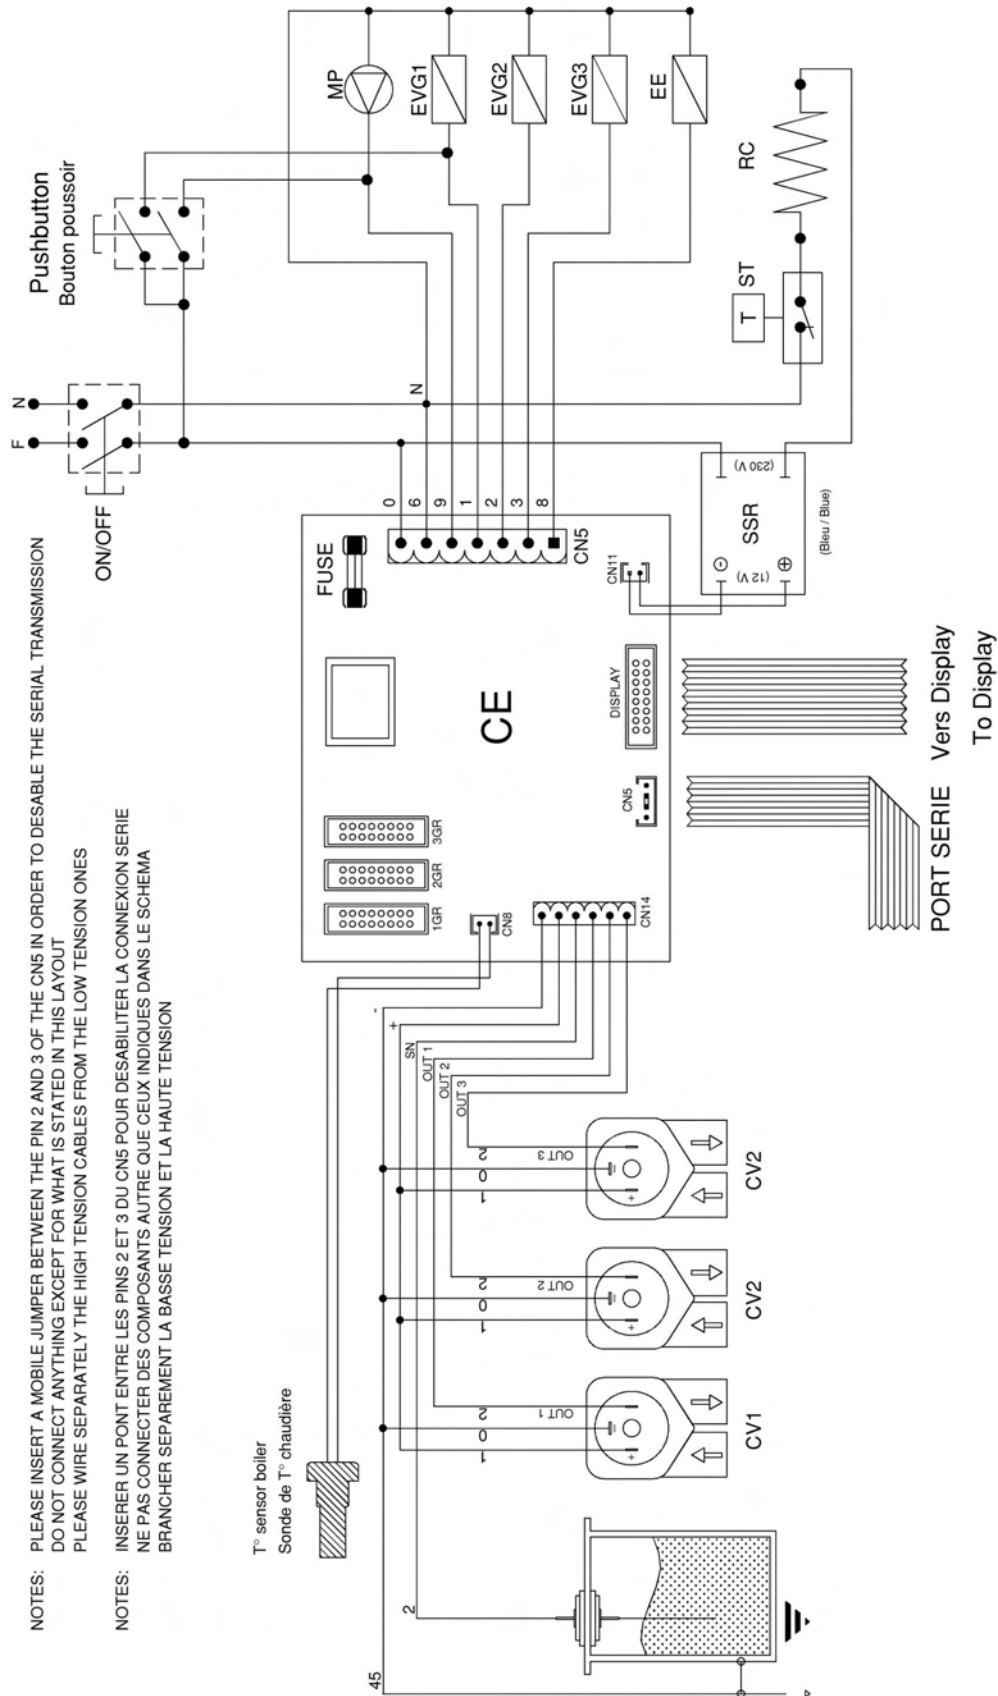 NOTES: PLEASE INSERT A MOBILE JUMPER BETWEEN THE PIN 2 AND 3 OF THE CN5 IN ORDER TO DESABLE THE SERIAL TRANSMISSION
DO NOT CONNECT ANYTHING EXCEPT FOR WHAT IS STATED IN THIS LAYOUT
PLEASE WIRE SEPARATELY THE HIGH TENSION CABLES FROM THE LOW TENSION ONES
NOTES: INSERER UN PONT ENTRE LES PINS 2 ET 3 DU CN5 POUR DESABILITER LA CONNEXION SERIE
NE PAS CONNECTER DES COMPOSANTS AUTRE QUE CEUX INDIQUES DANS LE SCHEMA
BRANCHER SEPAREMENT LA BASSE TENSION ET LA HAUTE TENSION
Pushbutton
Bouton poussoir
F
N
ON/OFF
MP
EVG1
EVG2
EVG3
EE
N
RC
ST
T
0
6
9
1
2
3
8
CN5
FUSE
CE
1GR
2GR
3GR
CN8
CN14
CN5
DISPLAY
CN11
SSR
(230 V)
(12 V)
-
+
(Bleu / Blue)
T° sensor boiler
Sonde de T° chaudière
-
+
SN
OUT 1
OUT 2
OUT 3
45
2
1
0
2
OUT 1
+
-
CV1
1
0
2
OUT 2
+
-
CV2
1
0
2
OUT 3
+
-
CV2
PORT SERIE
Vers Display
To Display